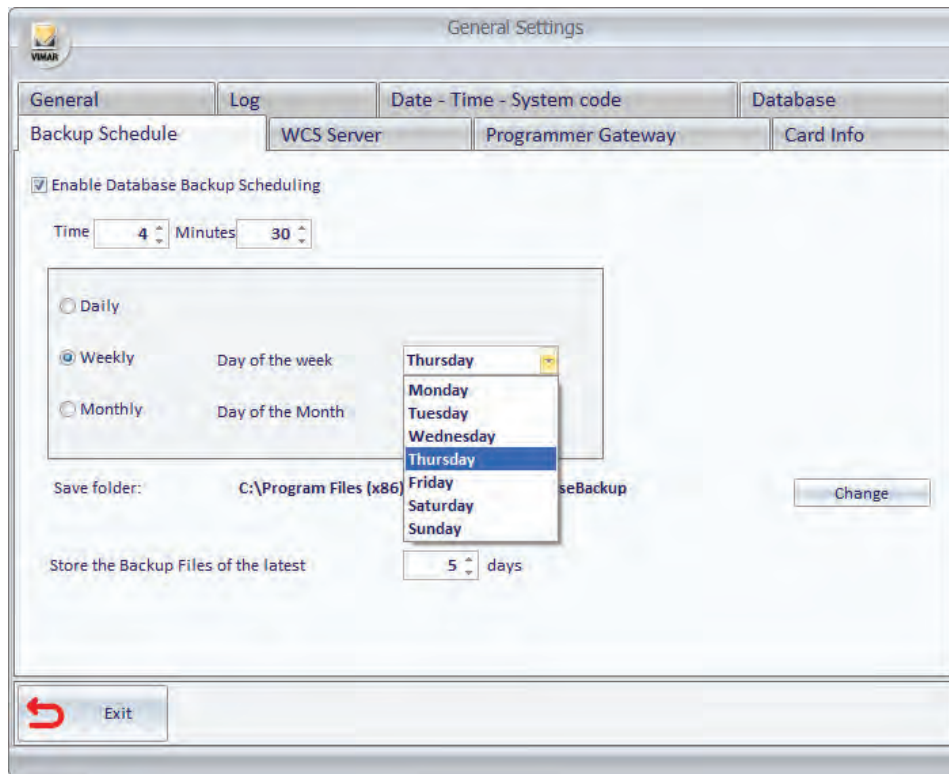 General Settings
VIMAR
General Log Date - Time - System code Database
Backup Schedule WCS Server Programmer Gateway Card Info
Enable Database Backup Scheduling
Time 4 Minutes 30
Daily
Weekly Day of the week Thursday
Monday
Monthly Day of the Month Tuesday
Wednesday
Thursday
Save folder: C:\Program Files (x86) seBackup Friday
Change
Saturday
Sunday
Store the Backup Files of the latest 5 days
Exit